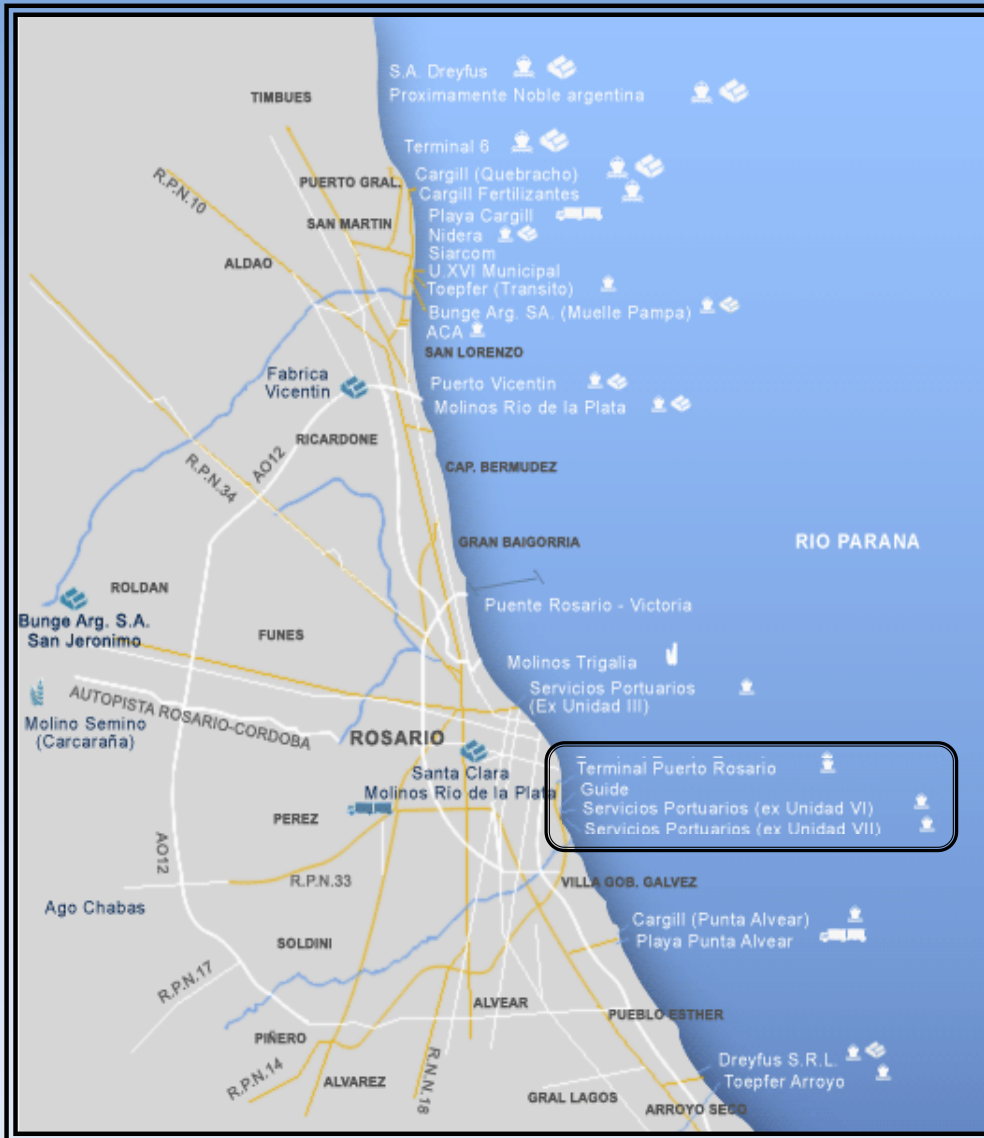 S.A. Dreyfus
Proximamente Noble argentina
TIMBUES
Terminal 6
Cargill (Quebracho)
R.P.N.10
PUERTO GRAL.
Cargill Fertilizantes
Playa Cargill
SAN MARTIN
Nidera
Siarcom
ALDAO
U.XVI Municipal
Toepfer (Transito)
Bunge Arg. SA. (Muelle Pampa)
ACA
SAN LORENZO
Fabrica
Vicentin
Puerto Vicentin
Molinos Río de la Plata
RICARDONE
AO12
CAP. BERMUDEZ
R.P.N.34
GRAN BAIGORRIA
RIO PARANA
ROLDAN
Puente Rosario - Victoria
Bunge Arg. S.A.
San Jeronimo
FUNES
Molinos Trigalia
Servicios Portuarios
(Ex Unidad III)
AUTOPISTA ROSARIO-CORDOBA
Molino Semino
(Carcaraña)
ROSARIO
Santa Clara
Molinos Río de la Plata
Terminal Puerto Rosario
Guide
Servicios Portuarios (ex Unidad VI)
Servicios Portuarios (ex Unidad VII)
PEREZ
AO12
R.P.N.33
VILLA GOB. GALVEZ
Ago Chabas
Cargill (Punta Alvear)
Playa Punta Alvear
SOLDINI
R.P.N.17
ALVEAR
PUEBLO ESTHER
PIÑERO
R.P.N.14
ALVAREZ
R.N.N.18
Dreyfus S.R.L.
Toepfer Arroyo
GRAL LAGOS
ARROYO SECO